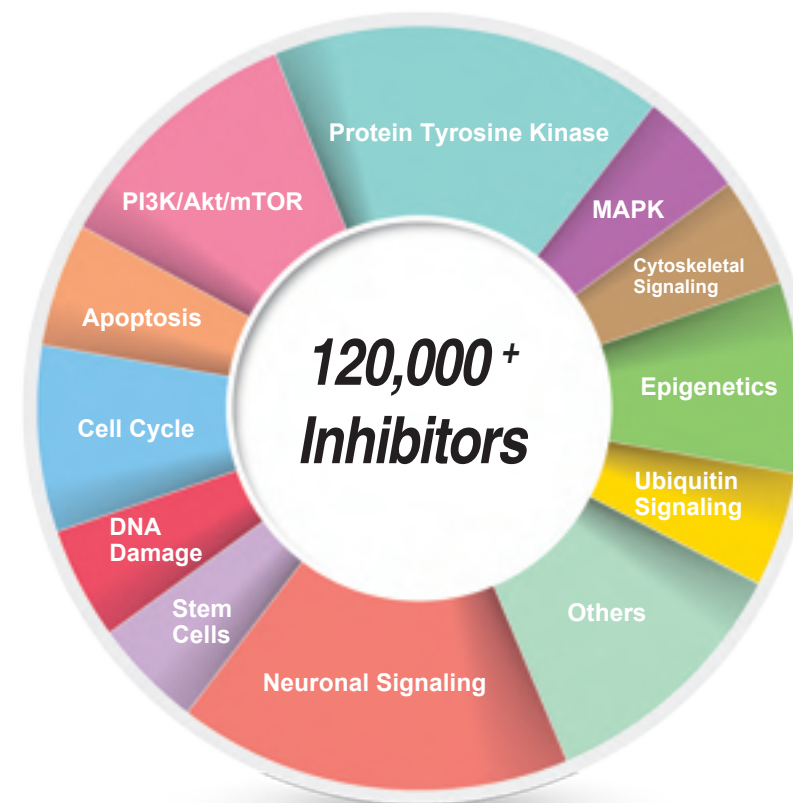 Protein Tyrosine Kinase
PI3K/Akt/mTOR
MAPK
Cytoskeletal
Signaling
Apoptosis
120,000 +
Inhibitors
Epigenetics
Cell Cycle
Ubiquitin
Signaling
DNA
Damage
Stem
Cells
Others
Neuronal Signaling